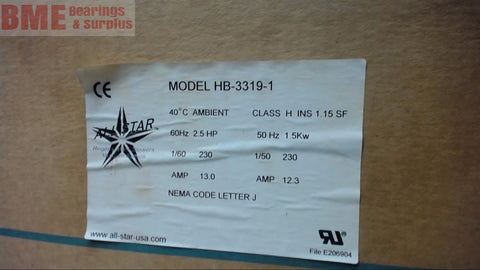 BME Bearings
& surplus
MODEL HB-3319-1
40°C AMBIENT CLASS H INS 1.15 SF
ALL-STAR
60Hz 2.5 HP 50 Hz 1.5Kw
1/60 230 1/50 230
AMP 13.0 AMP 12.3
NEMA CODE LETTER J
www.all-star-usa.com
File E206904